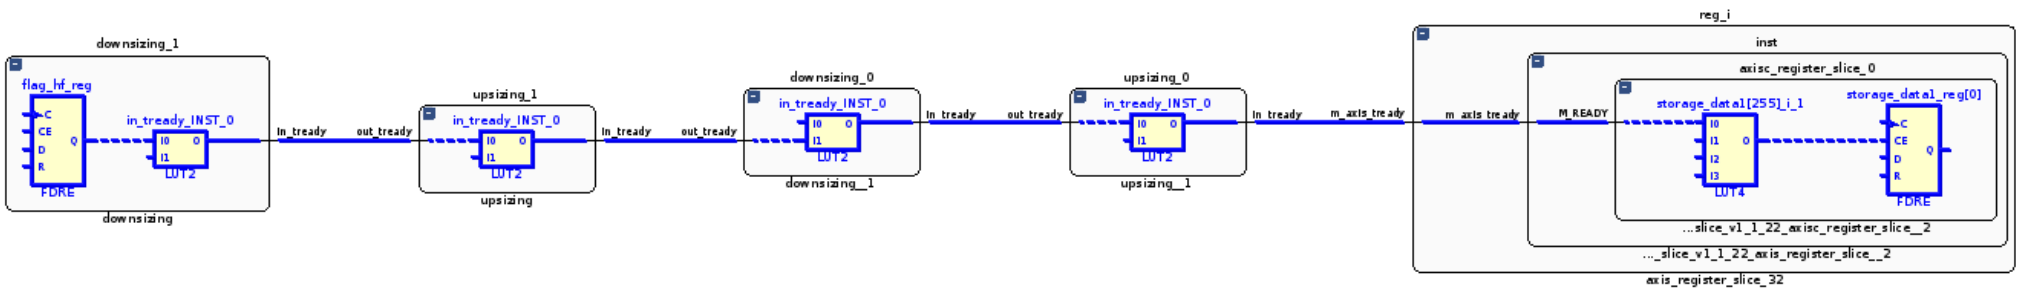 downsizing_1
flag_hf_reg
C
CE
D
R
Q
FDRE
in_tready_INST_0
I0
I1
O
LUT2
downsizing
in_tready
out_tready
upsizing_1
in_tready_INST_0
I0
I1
O
LUT2
upsizing
in_tready
out_tready
downsizing_0
in_tready_INST_0
I0
I1
O
LUT2
downsizing__1
in_tready
out_tready
upsizing_0
in_tready_INST_0
I0
I1
O
LUT2
upsizing__1
in_tready
m_axis_tready
reg_i
m_axis_tready
inst
M_READY
axisc_register_slice_0
storage_data1[255]_i_1
I0
I1
I2
I3
O
LUT4
storage_data1_reg[0]
C
CE
D
R
Q
FDRE
...slice_v1_1_22_axisc_register_slice__2
..._slice_v1_1_22_axis_register_slice__2
axis_register_slice_32